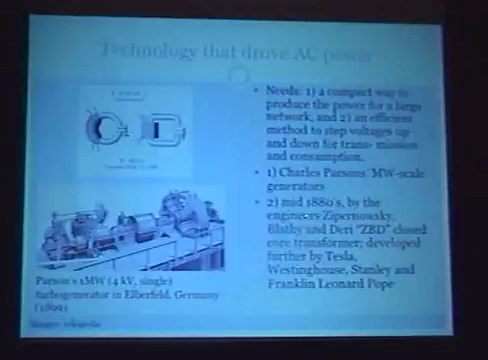 Technology that drove AC power
Needs: 1) a compact way to
produce the power for a large
network, and 2) an efficient
method to step voltages up
and down for trans- mission
and consumption.
1) Charles Parsons' MW-scale
generators
2) mid 1880's, by the
engineers Zipernowsky,
Blathy and Deri "ZBD" closed
core transformer; developed
further by Tesla,
Westinghouse, Stanley and
Franklin Leonard Pope
Parson's 1MW (4 kV, single)
turbogenerator in Elberfeld, Germany
(1899)
Images: wikipedia